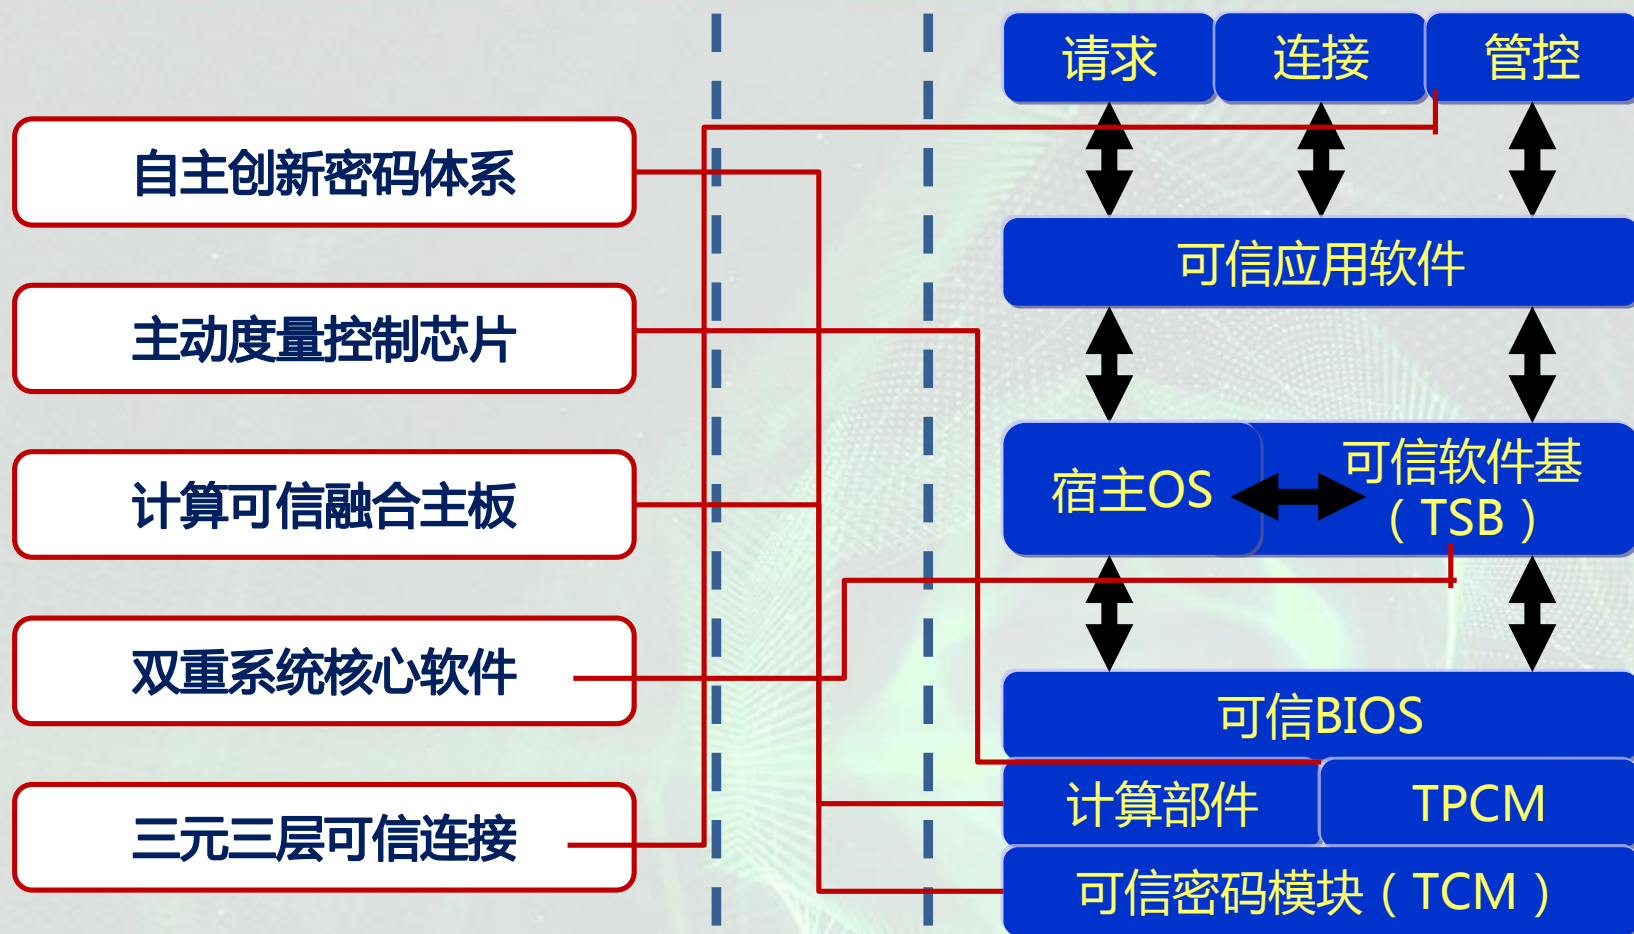 自主创新密码体系
主动度量控制芯片
计算可信融合主板
双重系统核心软件
三元三层可信连接
请求
连接
管控
可信应用软件
宿主OS
可信软件基
（TSB）
可信BIOS
计算部件
TPCM
可信密码模块（TCM）